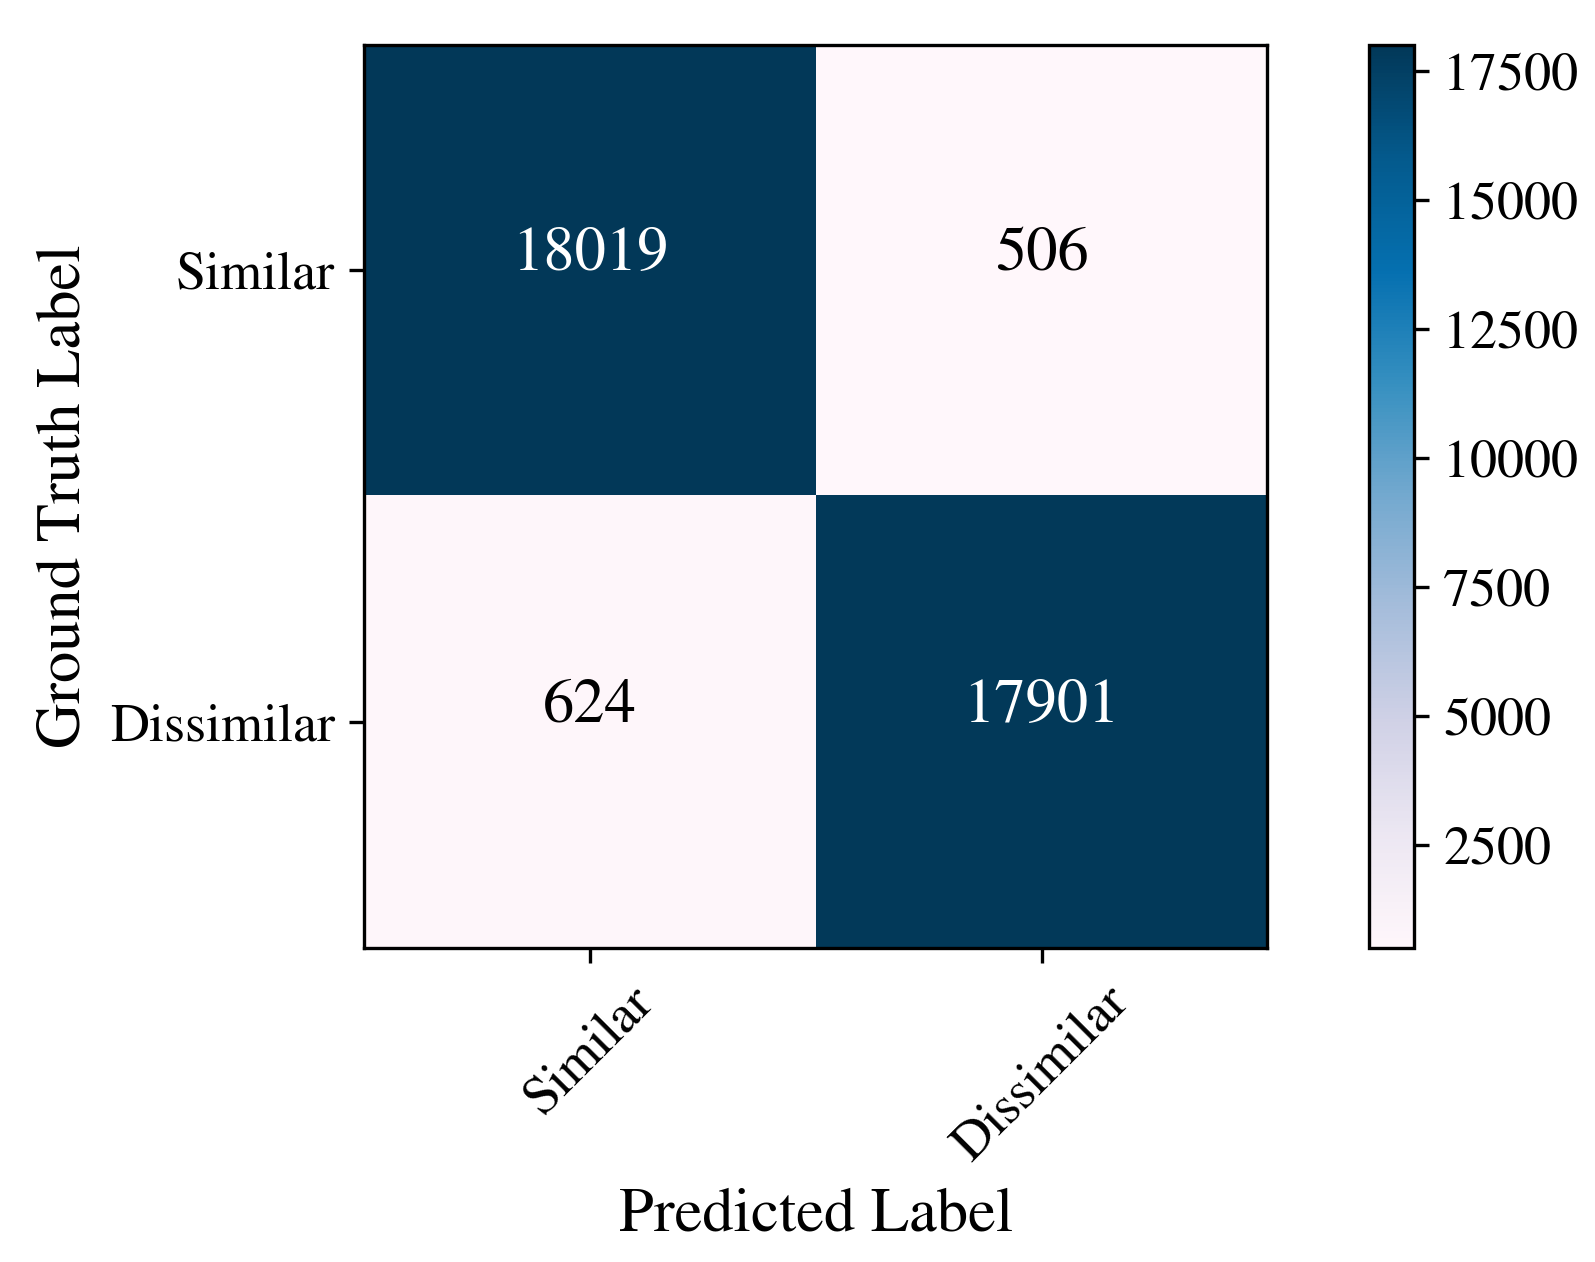 Ground Truth Label
Similar
Dissimilar
18019
506
624
17901
Similar
Dissimilar
Predicted Label
17500
15000
12500
10000
7500
5000
2500